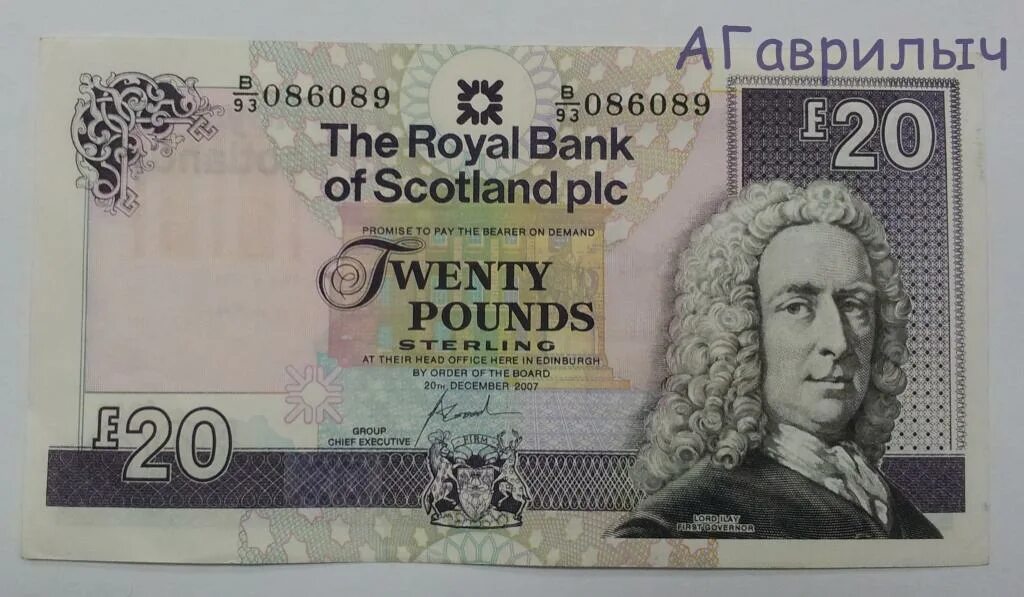 АГаврилыч
B/93 086089
B/93 086089
£20
The Royal Bank
of Scotland plc
PROMISE TO PAY THE BEARER ON DEMAND
TWENTY
POUNDS
STERLING
AT THEIR HEAD OFFICE HERE IN EDINBURGH
BY ORDER OF THE BOARD
20TH DECEMBER 2007
£20
GROUP
CHIEF EXECUTIVE
FIRM
LORD ILAY
FIRST GOVERNOR